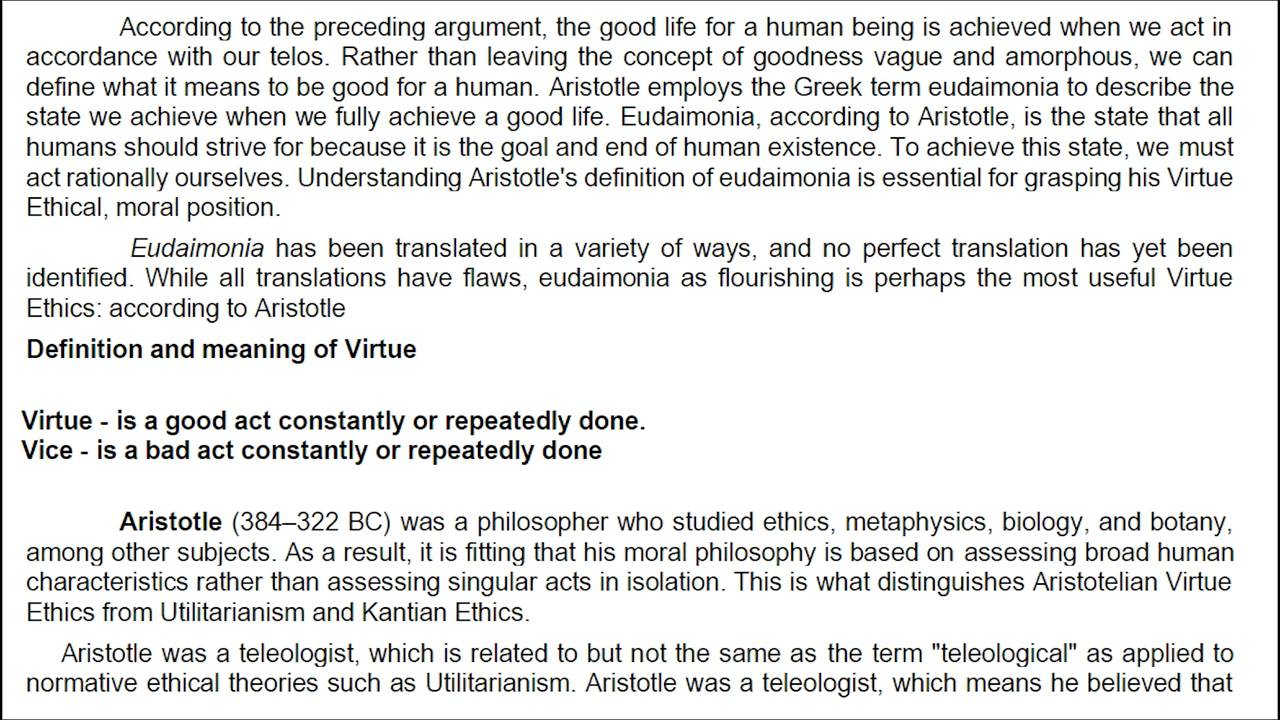 According to the preceding argument, the good life for a human being is achieved when we act in
accordance with our telos. Rather than leaving the concept of goodness vague and amorphous, we can
define what it means to be good for a human. Aristotle employs the Greek term eudaimonia to describe the
state we achieve when we fully achieve a good life. Eudaimonia, according to Aristotle, is the state that all
humans should strive for because it is the goal and end of human existence. To achieve this state, we must
act rationally ourselves. Understanding Aristotle's definition of eudaimonia is essential for grasping his Virtue
Ethical, moral position.
Eudaimonia has been translated in a variety of ways, and no perfect translation has yet been
identified. While all translations have flaws, eudaimonia as flourishing is perhaps the most useful Virtue
Ethics: according to Aristotle
Definition and meaning of Virtue
Virtue - is a good act constantly or repeatedly done.
Vice - is a bad act constantly or repeatedly done
Aristotle (384–322 BC) was a philosopher who studied ethics, metaphysics, biology, and botany,
among other subjects. As a result, it is fitting that his moral philosophy is based on assessing broad human
characteristics rather than assessing singular acts in isolation. This is what distinguishes Aristotelian Virtue
Ethics from Utilitarianism and Kantian Ethics.
Aristotle was a teleologist, which is related to but not the same as the term "teleological" as applied to
normative ethical theories such as Utilitarianism. Aristotle was a teleologist, which means he believed that